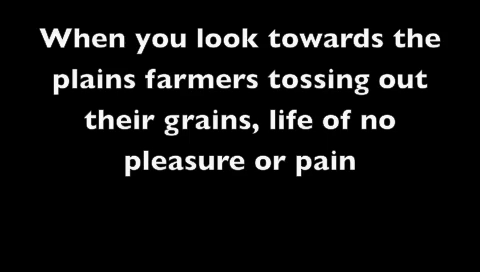 When you look towards the
plains farmers tossing out
their grains, life of no
pleasure or pain